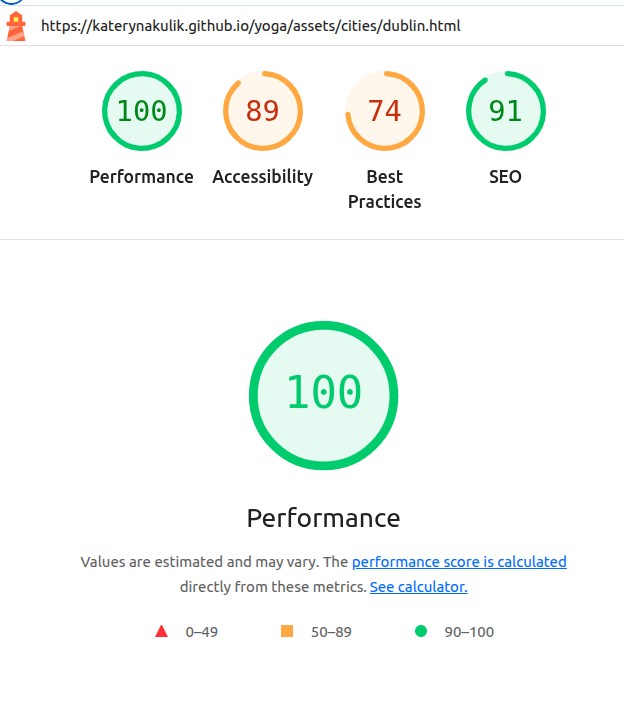 https://katerynakulik.github.io/yoga/assets/cities/dublin.html
100 89 74 91
Performance Accessibility Best Practices SEO
100
Performance
Values are estimated and may vary. The performance score is calculated
directly from these metrics. See calculator.
0–49 50–89 90–100